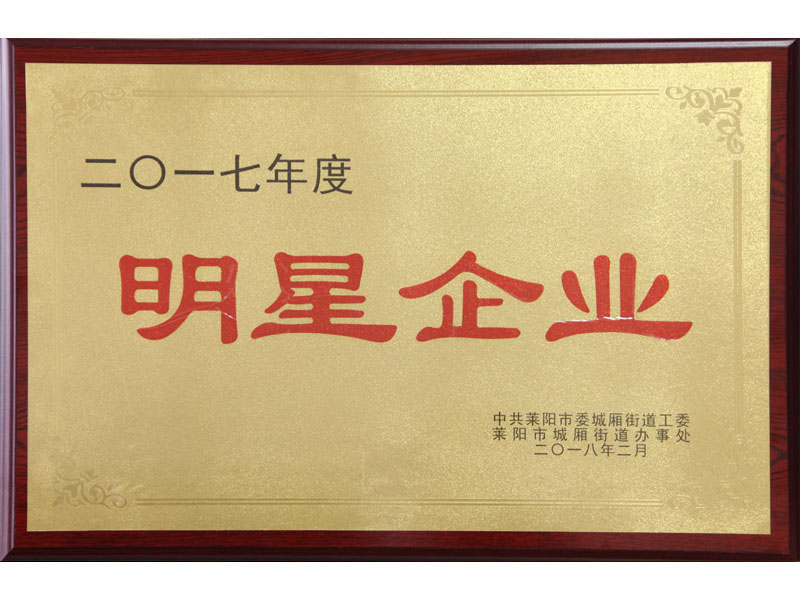 二〇一七年度
明星企业
中共莱阳市委城厢街道工委
莱阳市城厢街道办事处
二〇一八年二月